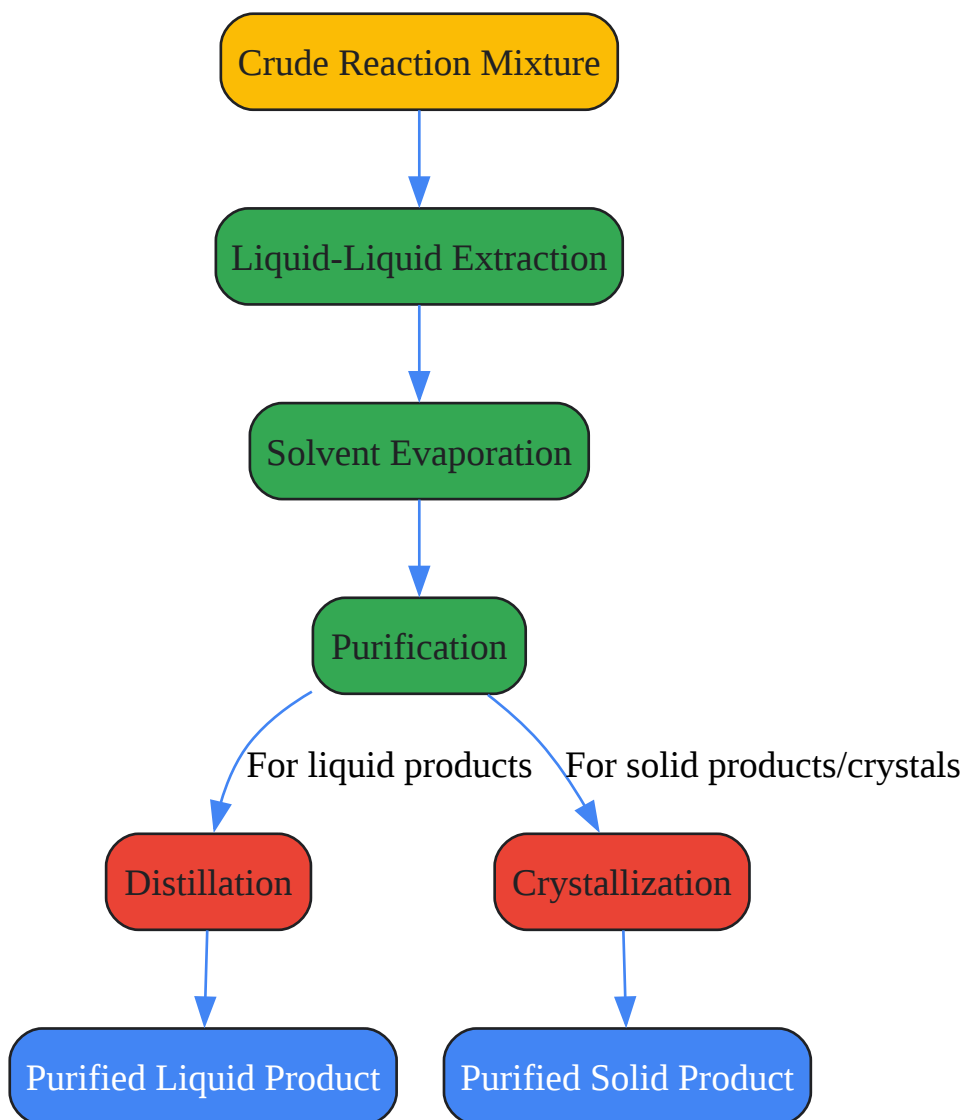 Crude Reaction Mixture
Liquid-Liquid Extraction
Solvent Evaporation
Purification
For liquid products
For solid products/crystals
Distillation
Crystallization
Purified Liquid Product
Purified Solid Product